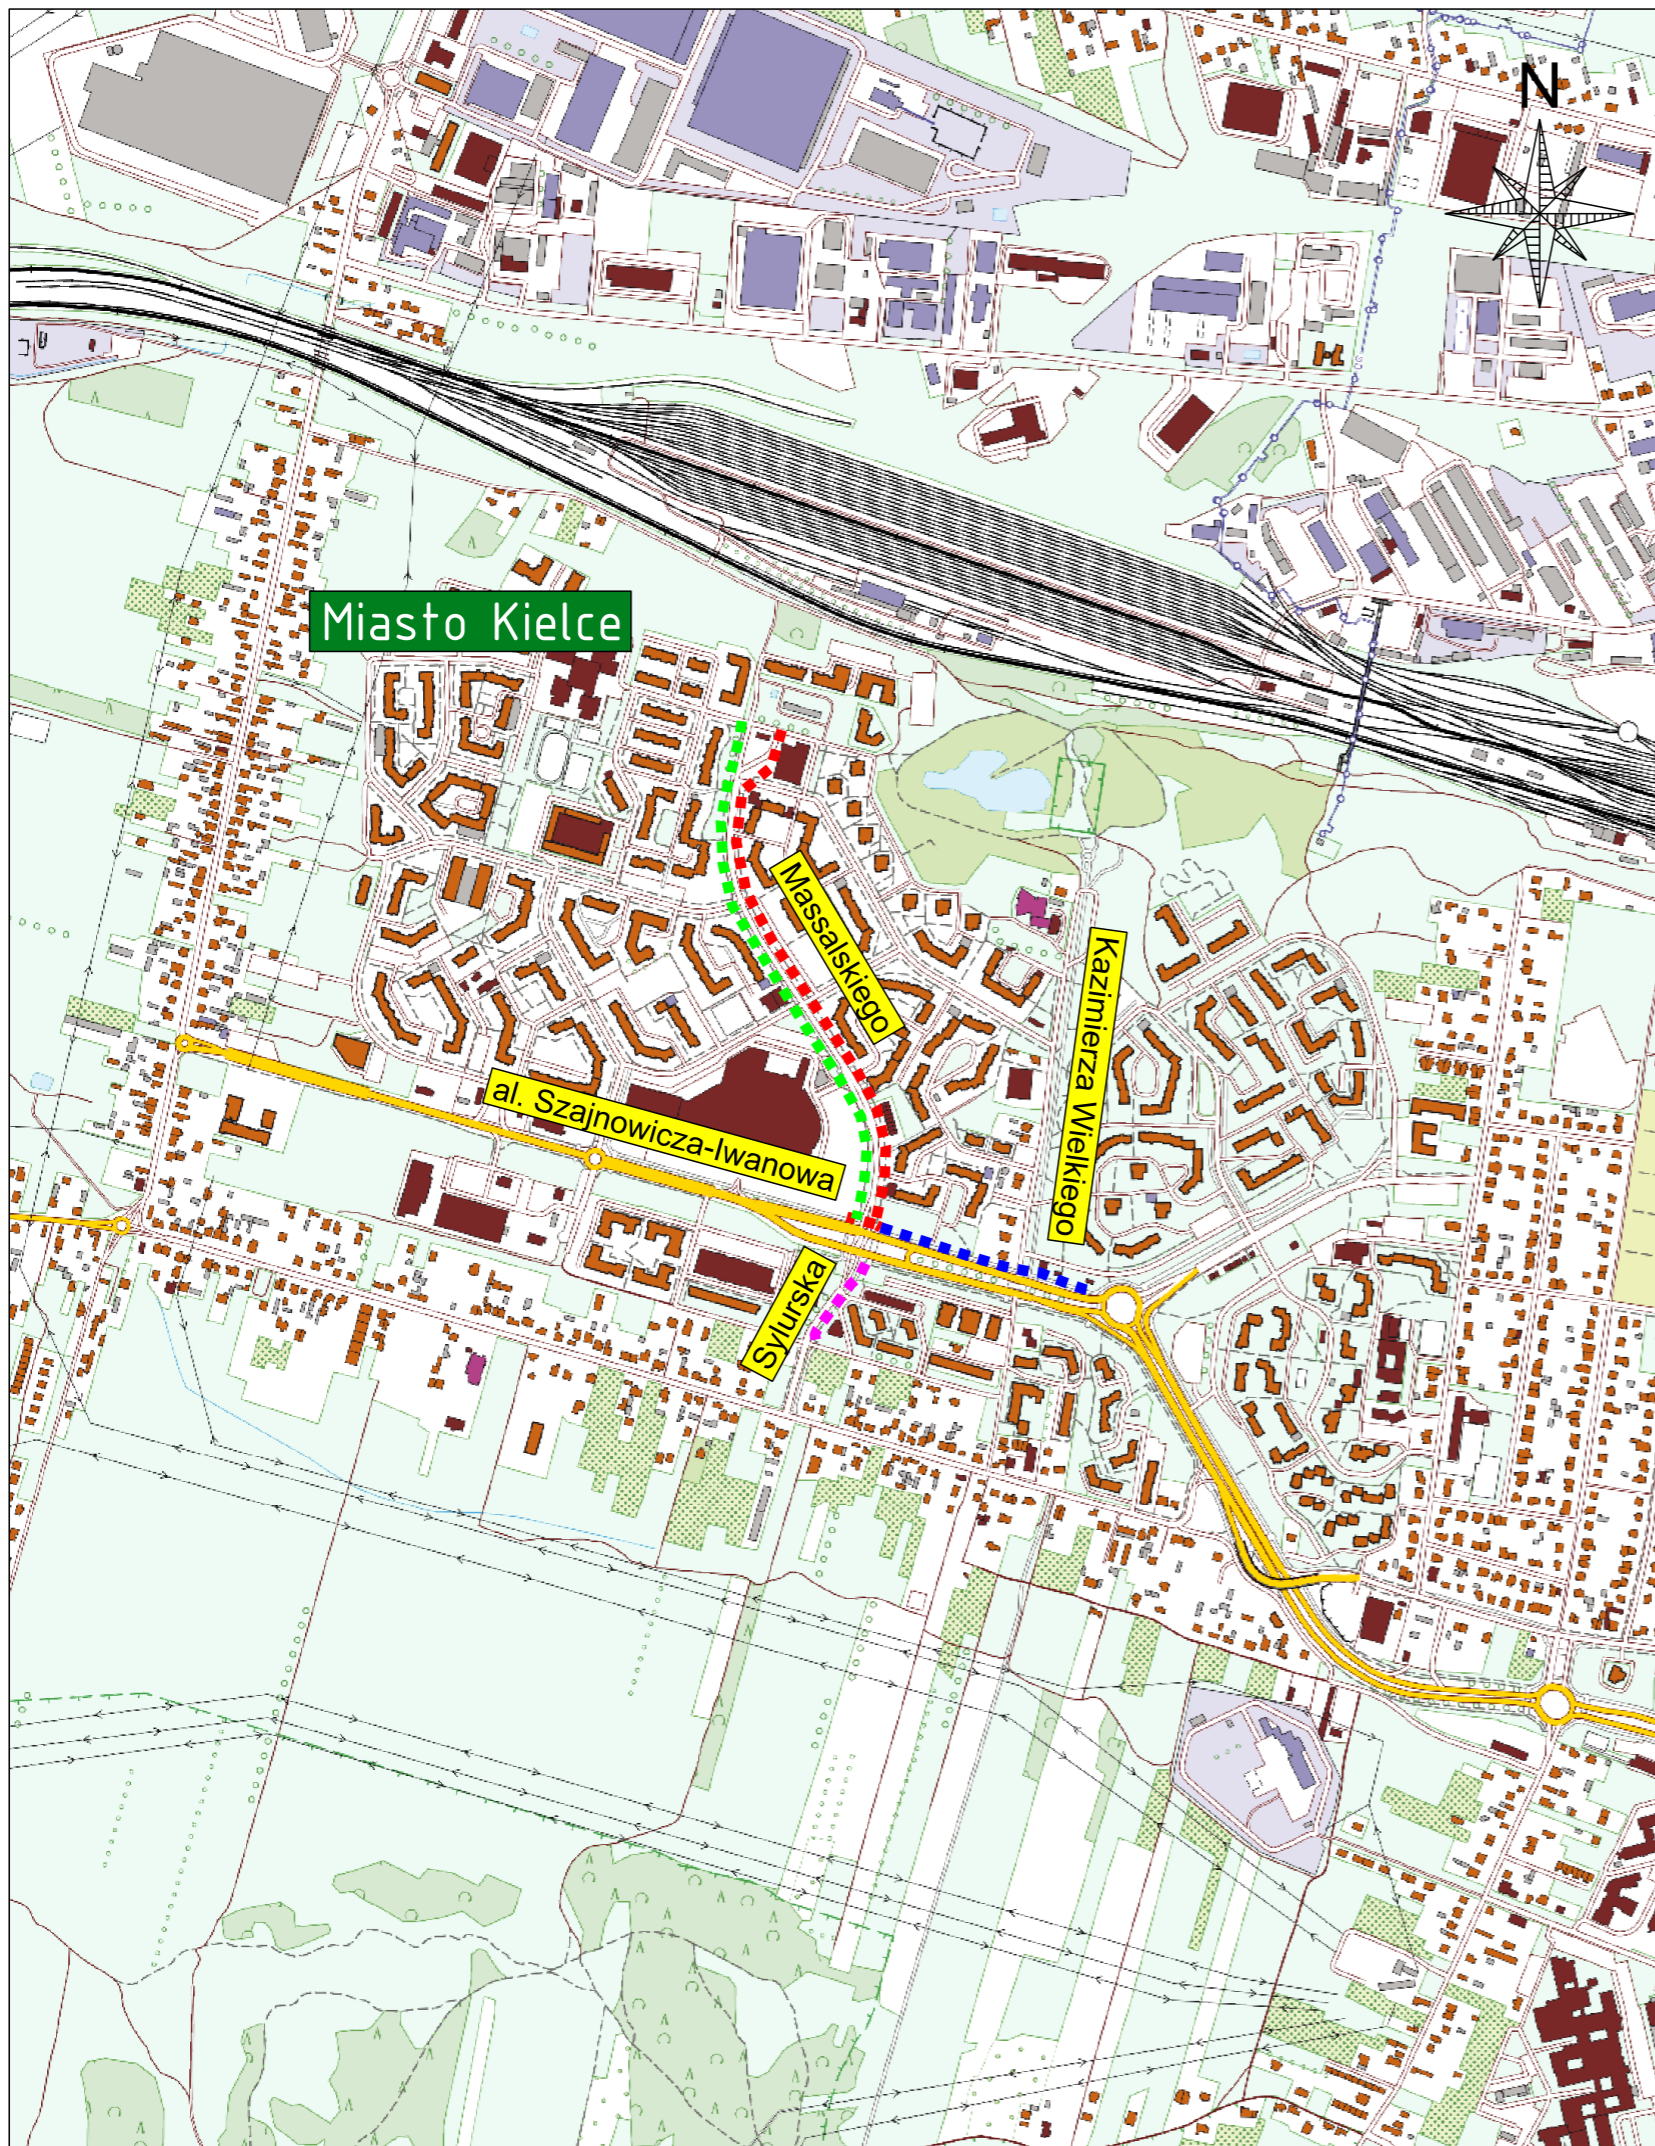 N
Miasto Kielce
Massalskiego
Kazimierza Wielkiego
al. Szajnowicza-Iwanowa
Sylurska